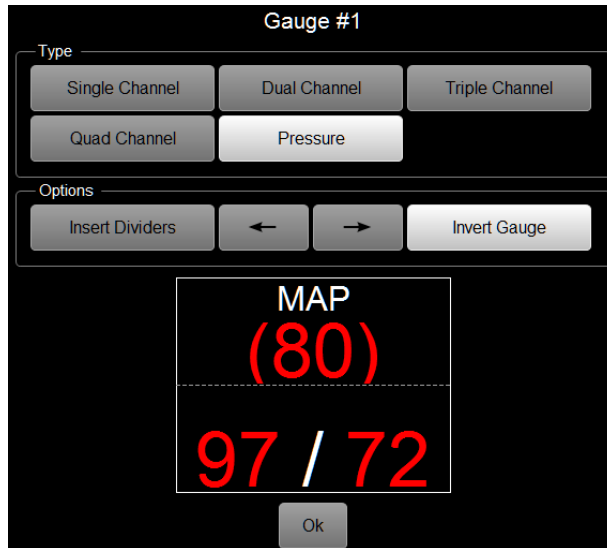 Gauge #1
Type
Single Channel Dual Channel Triple Channel
Quad Channel Pressure
Options
Insert Dividers ← → Invert Gauge
MAP
(80)
97 / 72
Ok